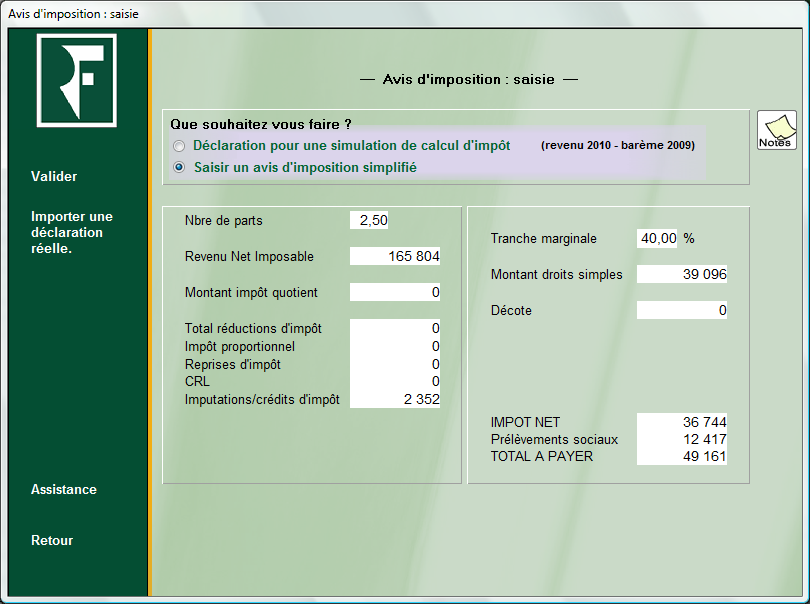 Avis d'imposition : saisie
F
— Avis d'imposition : saisie —
Que souhaitez vous faire ?
Déclaration pour une simulation de calcul d'impôt (revenu 2010 - barème 2009)
Saisir un avis d'imposition simplifié
Notes
Valider
Importer une
déclaration
réelle.
Assistance
Retour
Nbre de parts 2,50
Revenu Net Imposable 165 804
Montant impôt quotient 0
Total réductions d'impôt 0
Impôt proportionnel 0
Reprises d'impôt 0
CRL 0
Imputations/crédits d'impôt 2 352
Tranche marginale 40,00 %
Montant droits simples 39 096
Décote 0
IMPOT NET 36 744
Prélèvements sociaux 12 417
TOTAL A PAYER 49 161